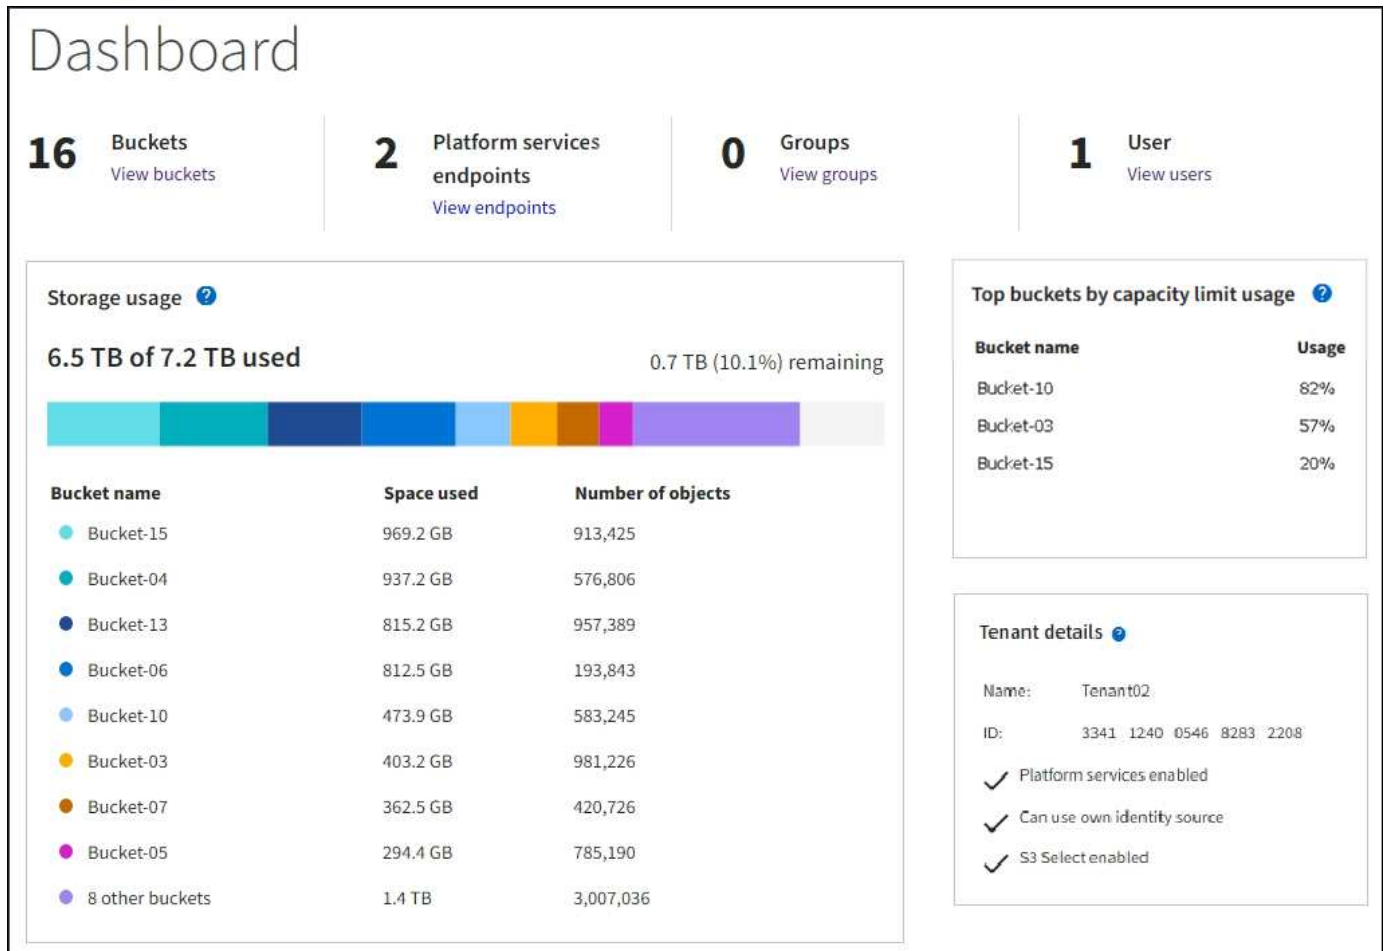 Dashboard
16 Buckets
View buckets
2 Platform services
endpoints
View endpoints
0 Groups
View groups
1 User
View users
Storage usage ?
6.5 TB of 7.2 TB used 0.7 TB (10.1%) remaining
Bucket name Space used Number of objects
Bucket-15 969.2 GB 913,425
Bucket-04 937.2 GB 576,806
Bucket-13 815.2 GB 957,389
Bucket-06 812.5 GB 193,843
Bucket-10 473.9 GB 583,245
Bucket-03 403.2 GB 981,226
Bucket-07 362.5 GB 420,726
Bucket-05 294.4 GB 785,190
8 other buckets 1.4 TB 3,007,036
Top buckets by capacity limit usage ?
Bucket name Usage
Bucket-10 82%
Bucket-03 57%
Bucket-15 20%
Tenant details ?
Name: Tenant02
ID: 3341 1240 0546 8283 2208
Platform services enabled
Can use own identity source
S3 Select enabled